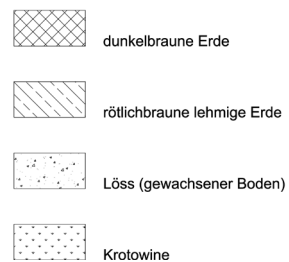 dunkelbraune Erde
rötlichbraune lehmige Erde
Löss (gewachsener Boden)
Krotowine